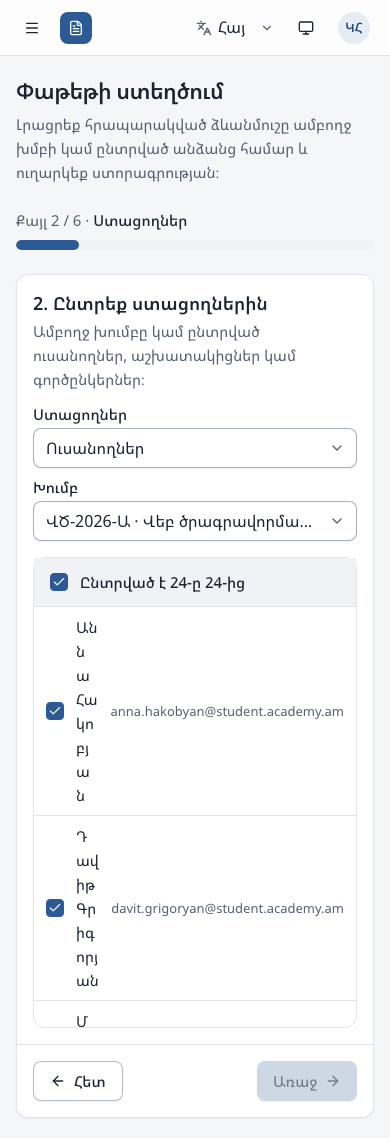 Հայ
ԿՀ
Փաթեթի ստեղծում
Լրացրեք հրապարակված ձևանմուշը ամբողջ
խմբի կամ ընտրված անձանց համար և
ուղարկեք ստորագրության։
Քայլ 2 / 6 · Ստացողներ
2. Ընտրեք ստացողներին
Ամբողջ խումբը կամ ընտրված
ուսանողներ, աշխատակիցներ կամ
գործընկերներ։
Ստացողներ
Ուսանողներ
Խումբ
ՎԾ-2026-Ա · Վեբ ծրագրավորմա...
Ընտրված է 24-ը 24-ից
Ան
ն
ա
Հա
կո
բյ
ա
ն
anna.hakobyan@student.academy.am
Դ
ավ
իթ
Գր
իգ
որյ
ան
davit.grigoryan@student.academy.am
Մ
Հետ
Առաջ